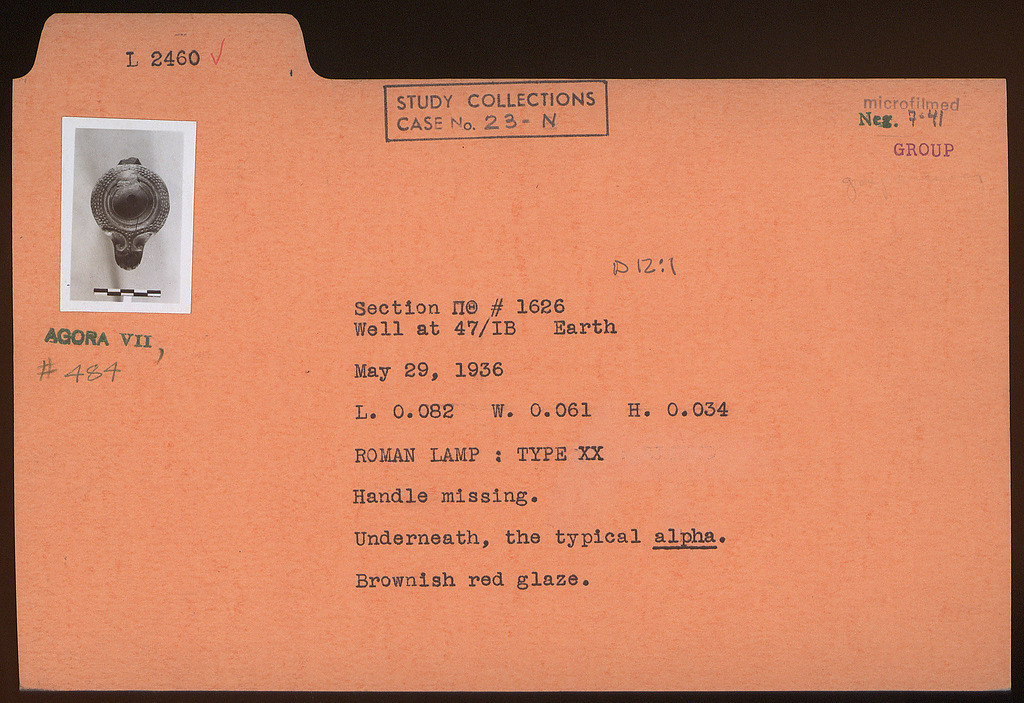 L 2460 ✓
STUDY COLLECTIONS
CASE No. 23-N
microfilmed
Neg. 7-41
GROUP
D 12:1
Section ΠΘ # 1626
Well at 47/ΙΒ Earth
May 29, 1936
L. 0.082 W. 0.061 H. 0.034
ROMAN LAMP : TYPE XX
Handle missing.
Underneath, the typical alpha.
Brownish red glaze.
AGORA VII,
# 484